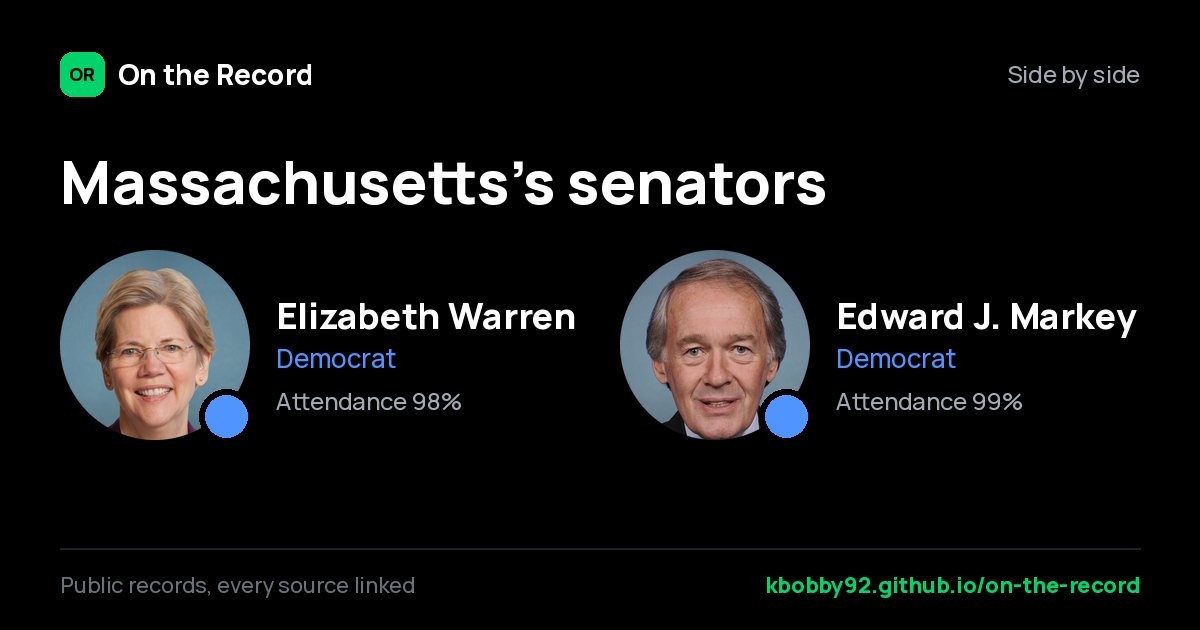 OR On the Record
Side by side
Massachusetts’s senators
Elizabeth Warren
Democrat
Attendance 98%
Edward J. Markey
Democrat
Attendance 99%
Public records, every source linked
kbobby92.github.io/on-the-record